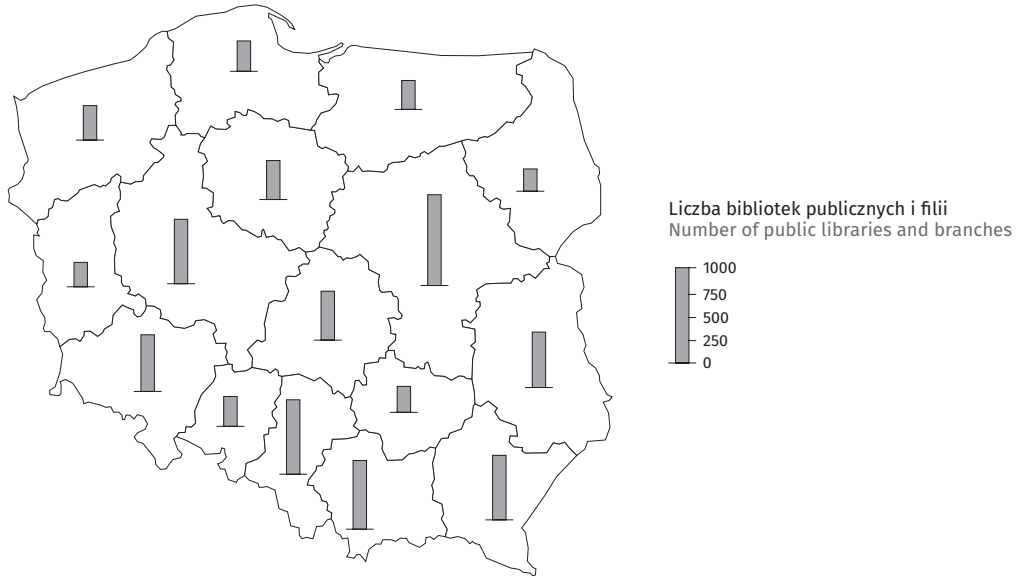 Liczba bibliotek publicznych i filii
Number of public libraries and branches
1000
750
500
250
0